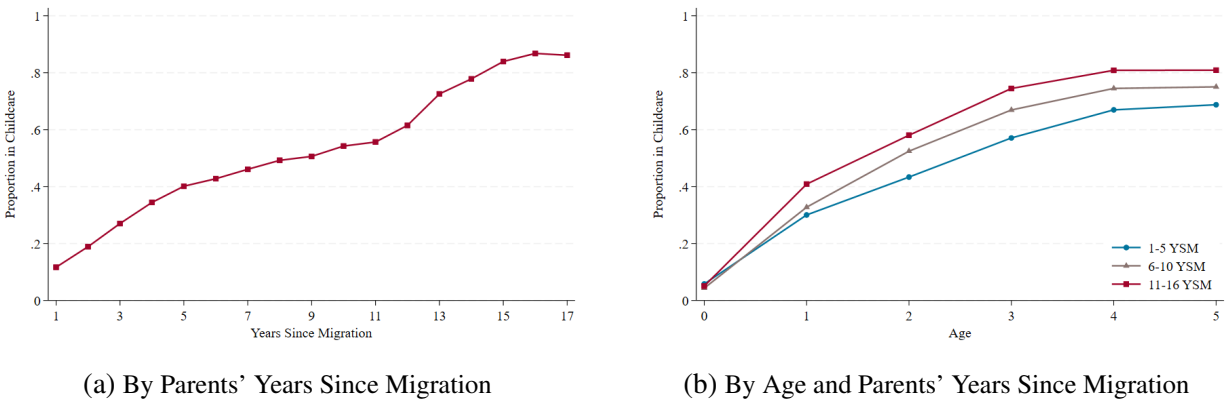 1
.8
.6
.4
.2
0
Proportion in Childcare
1 3 5 7 9 11 13 15 17
Years Since Migration
(a) By Parents’ Years Since Migration
1
.8
.6
.4
.2
0
Proportion in Childcare
1-5 YSM
6-10 YSM
11-16 YSM
0 1 2 3 4 5
Age
(b) By Age and Parents’ Years Since Migration